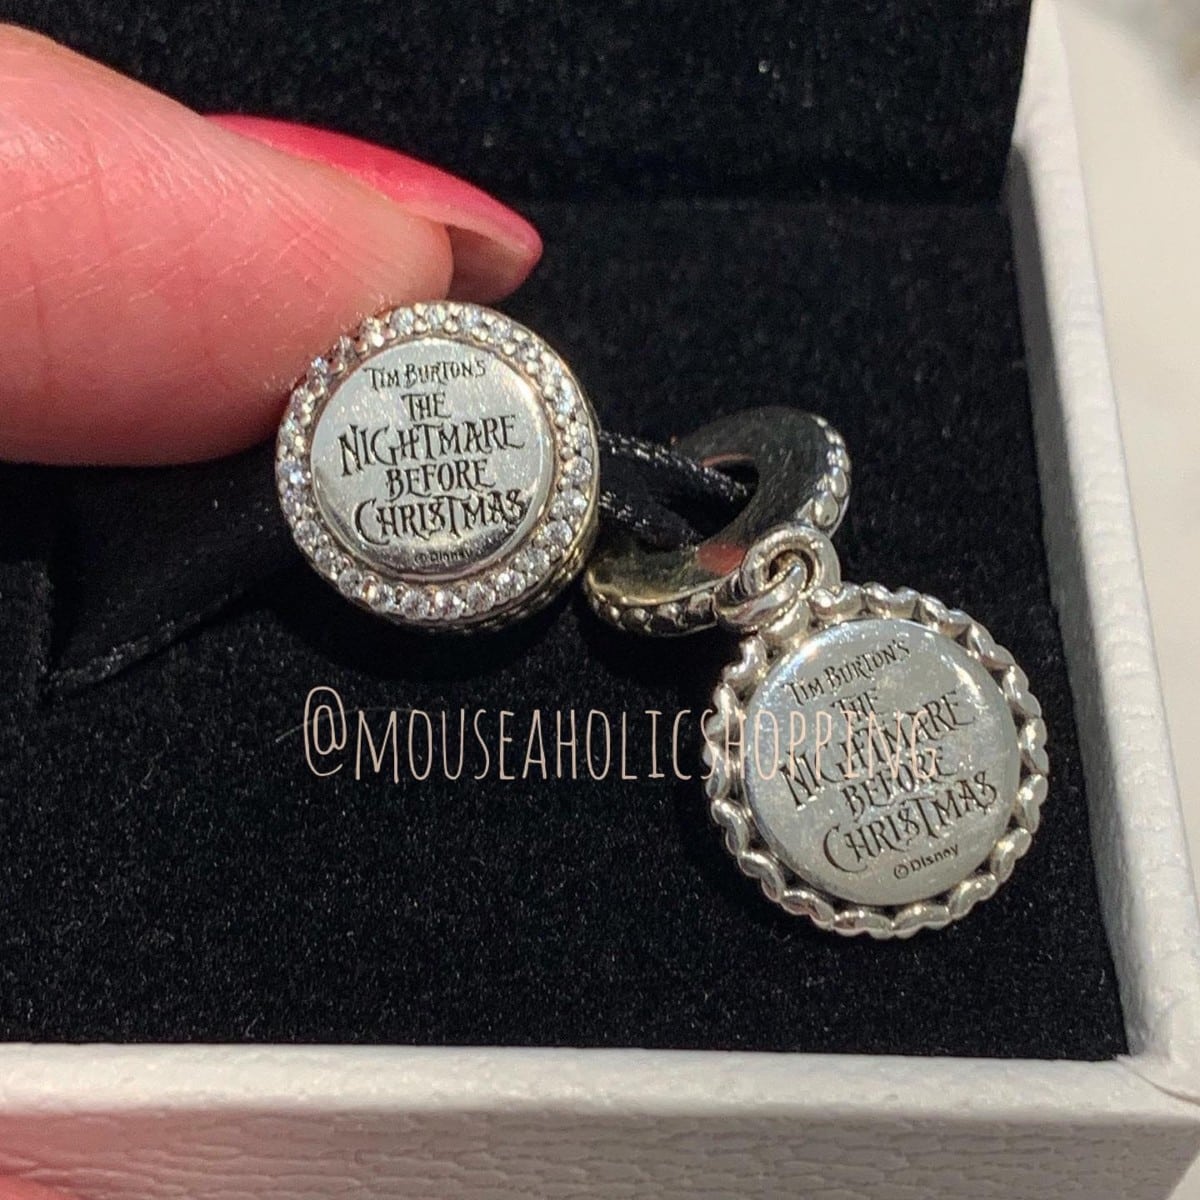 TIM BURTON'S
THE
NIGHTMARE
BEFORE
CHRISTMAS
©Disney
@MOUSEAHOLICSHOPPING
TIM BURTON'S
THE
NIGHTMARE
BEFORE
CHRISTMAS
©Disney